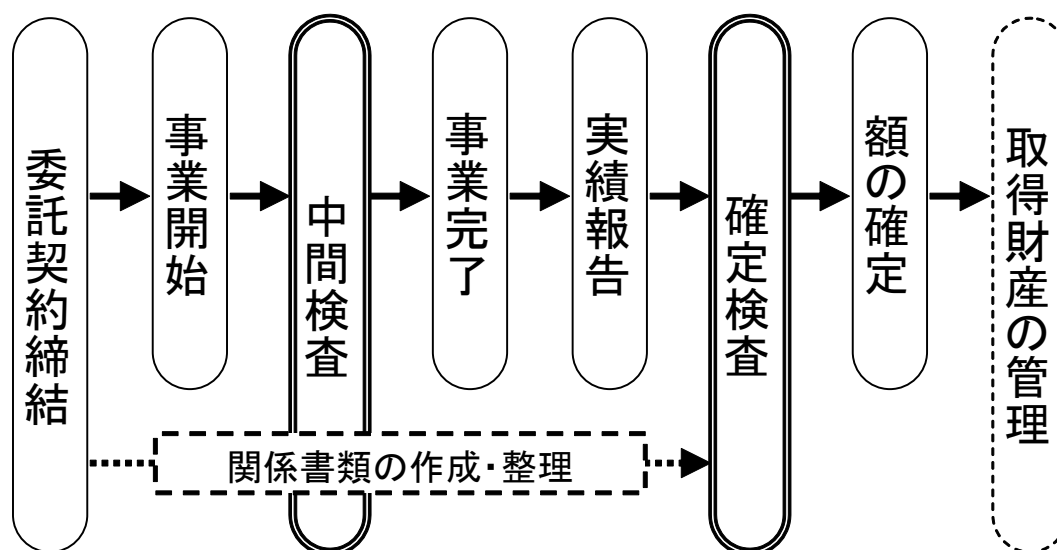 委託契約締結
事業開始
中間検査
事業完了
実績報告
確定検査
額の確定
取得財産の管理
関係書類の作成・整理